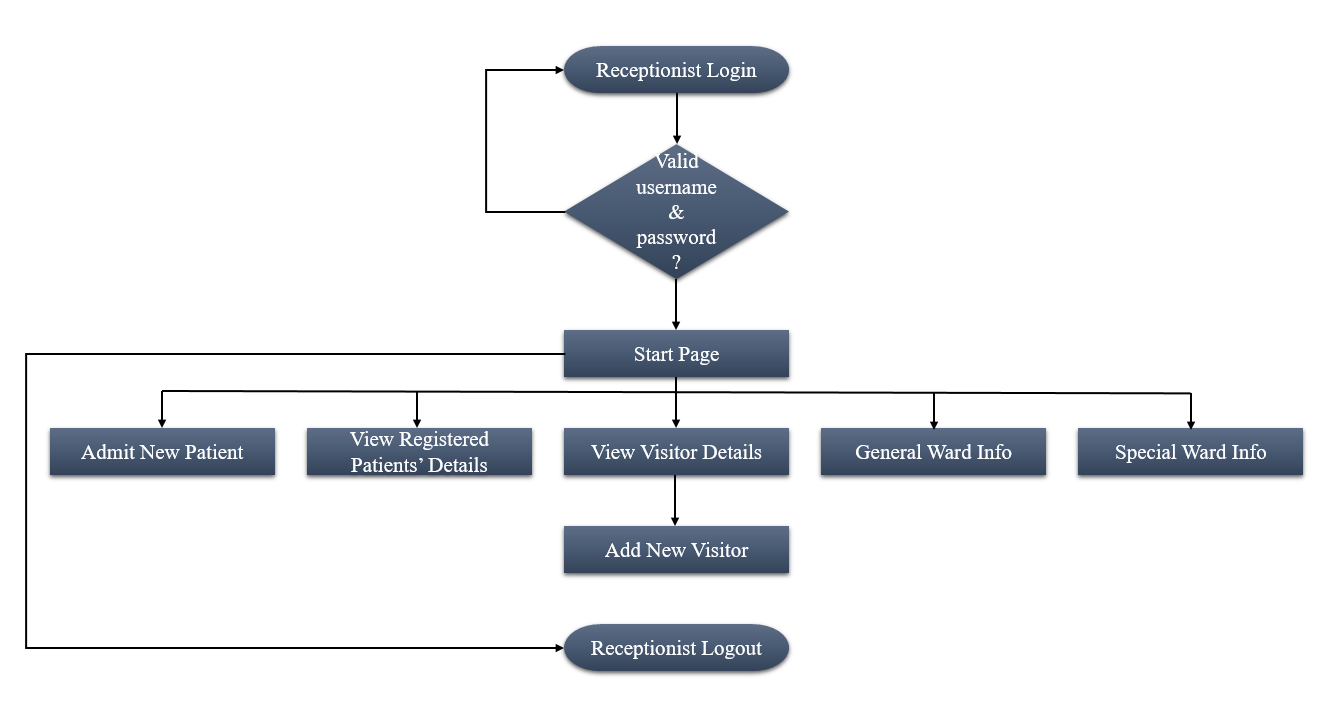 Receptionist Login
Valid
username
&
password
?
Start Page
Admit New Patient
View Registered
Patients’ Details
View Visitor Details
General Ward Info
Special Ward Info
Add New Visitor
Receptionist Logout